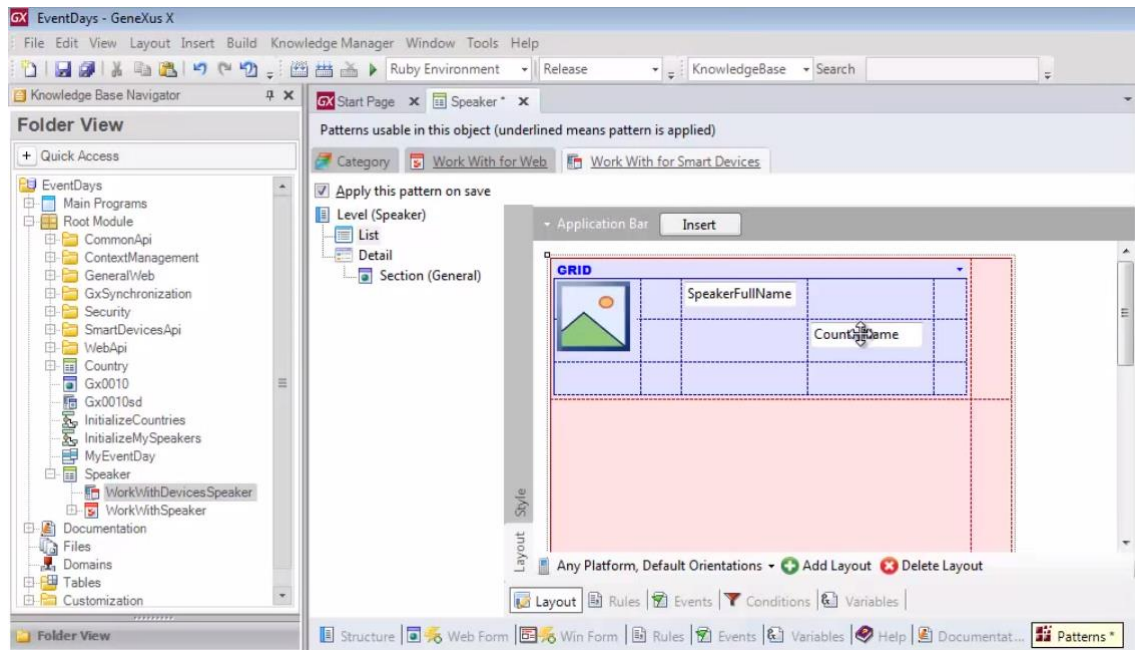 GX EventDays - GeneXus X
File Edit View Layout Insert Build Knowledge Manager Window Tools Help
Ruby Environment Release KnowledgeBase Search
Knowledge Base Navigator
Folder View
+ Quick Access
EventDays
Main Programs
Root Module
CommonApi
ContextManagement
GeneralWeb
GxSynchronization
Security
SmartDevicesApi
WebApi
Country
Gx0010
Gx0010sd
InitializeCountries
InitializeMySpeakers
MyEventDay
Speaker
WorkWithDevicesSpeaker
WorkWithSpeaker
Documentation
Files
Domains
Tables
Customization
Folder View
GX Start Page Speaker *
Patterns usable in this object (underlined means pattern is applied)
Category Work With for Web Work With for Smart Devices
Apply this pattern on save
Level (Speaker)
List
Detail
Section (General)
Application Bar Insert
GRID
SpeakerFullName
Style
Layout
Any Platform, Default Orientations Add Layout Delete Layout
Layout Rules Events Conditions Variables
Structure Web Form Win Form Rules Events Variables Help Documentat... Patterns *